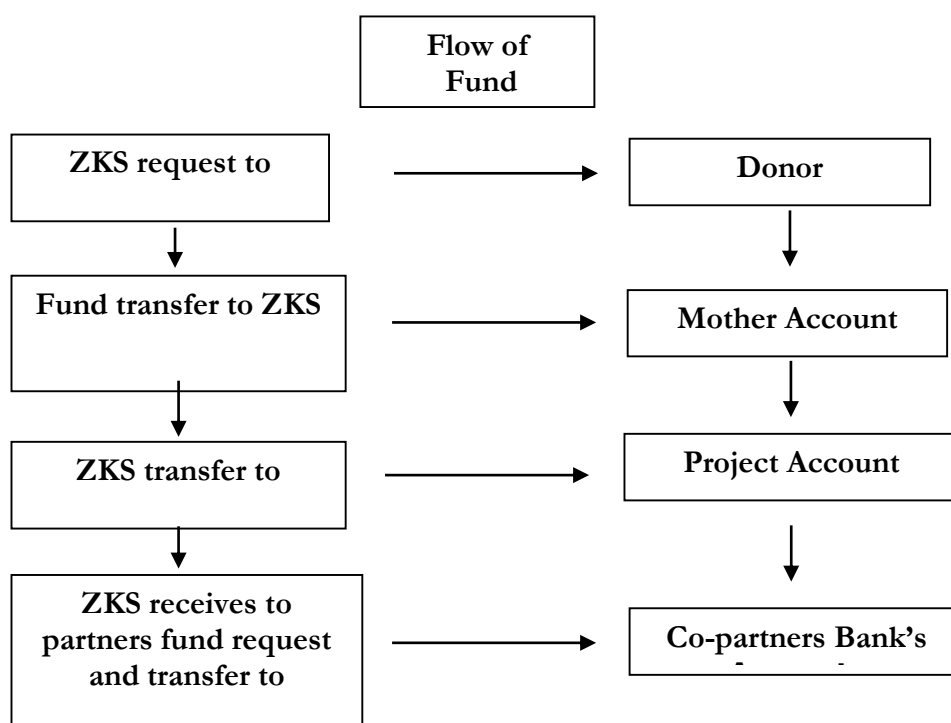 Flow of
Fund
ZKS request to
Donor
Fund transfer to ZKS
Mother Account
ZKS transfer to
Project Account
ZKS receives to
partners fund request
and transfer to
Co-partners Bank's